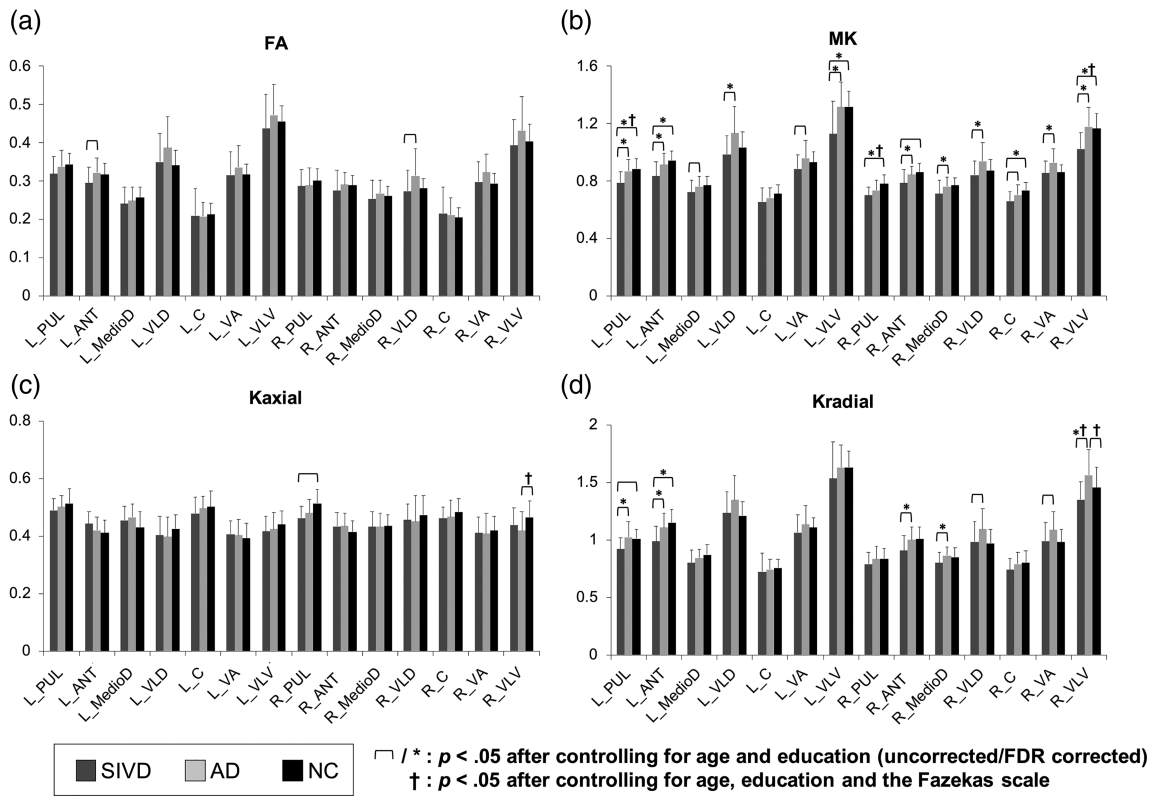 (a)
FA
0.6
0.5
0.4
0.3
0.2
0.1
0
L_PUL
L_ANT
L_MedioD
L_VLD
L_C
L_VA
L_VLV
R_PUL
R_ANT
R_MedioD
R_VLD
R_C
R_VA
R_VLV
(b)
MK
1.6
1.2
0.8
0.4
0
*†
*
*
*
*
*
*
*†
*
*
*
*
*
*†
*
L_PUL
L_ANT
L_MedioD
L_VLD
L_C
L_VA
L_VLV
R_PUL
R_ANT
R_MedioD
R_VLD
R_C
R_VA
R_VLV
(c)
Kaxial
0.8
0.6
0.4
0.2
0
†
L_PUL
L_ANT
L_MedioD
L_VLD
L_C
L_VA
L_VLV
R_PUL
R_ANT
R_MedioD
R_VLD
R_C
R_VA
R_VLV
(d)
Kradial
2
1.5
1
0.5
0
*
*
*
*
*
*† †
L_PUL
L_ANT
L_MedioD
L_VLD
L_C
L_VA
L_VLV
R_PUL
R_ANT
R_MedioD
R_VLD
R_C
R_VA
R_VLV
SIVD AD NC
/ * : p < .05 after controlling for age and education (uncorrected/FDR corrected)
† : p < .05 after controlling for age, education and the Fazekas scale